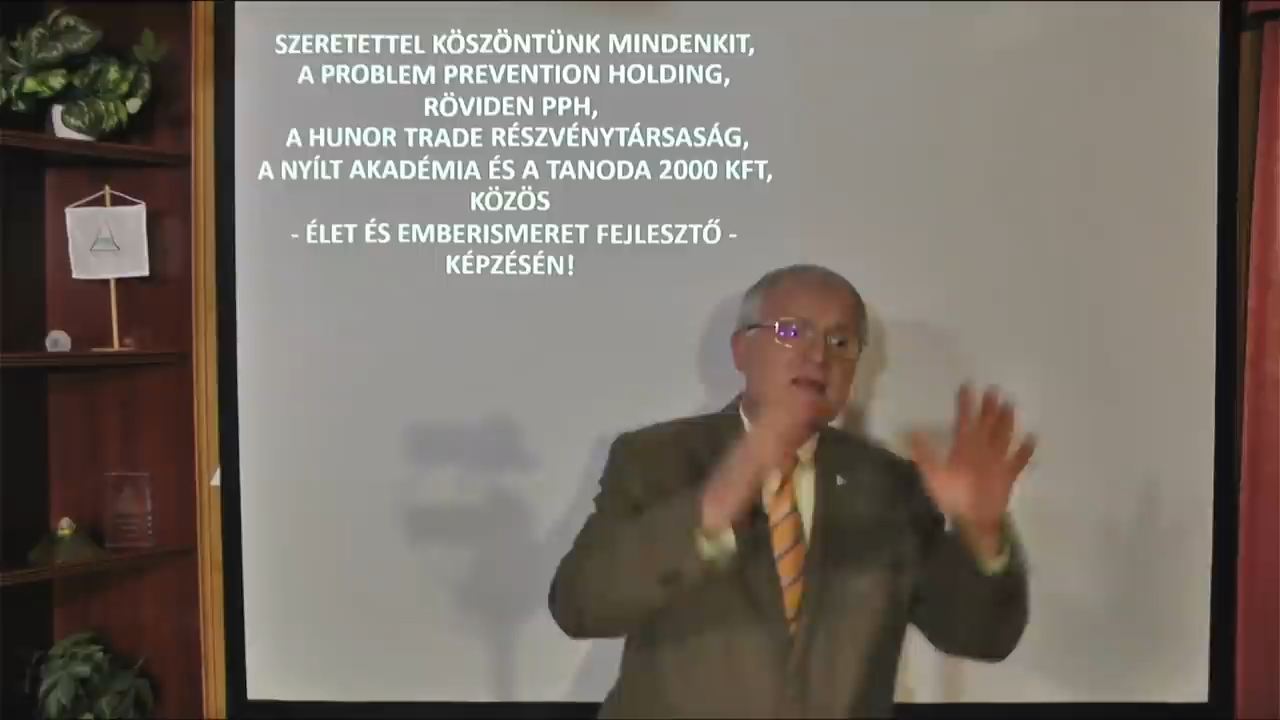 SZERETETTEL KÖSZÖNTÜNK MINDENKIT,
A PROBLEM PREVENTION HOLDING,
RÖVIDEN PPH,
A HUNOR TRADE RÉSZVÉNYTÁRSASÁG,
A NYÍLT AKADÉMIA ÉS A TANODA 2000 KFT,
KÖZÖS
- ÉLET ÉS EMBERISMERET FEJLESZTŐ -
KÉPZÉSÉN!